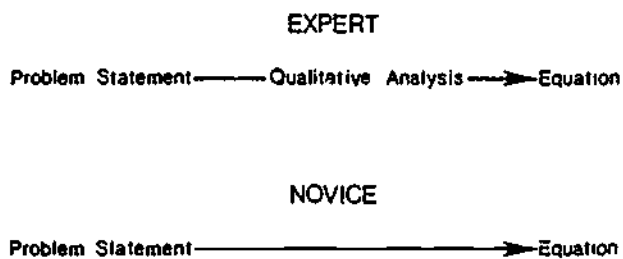 EXPERT
Problem Statement Qualitative Analysis Equation
NOVICE
Problem Statement Equation